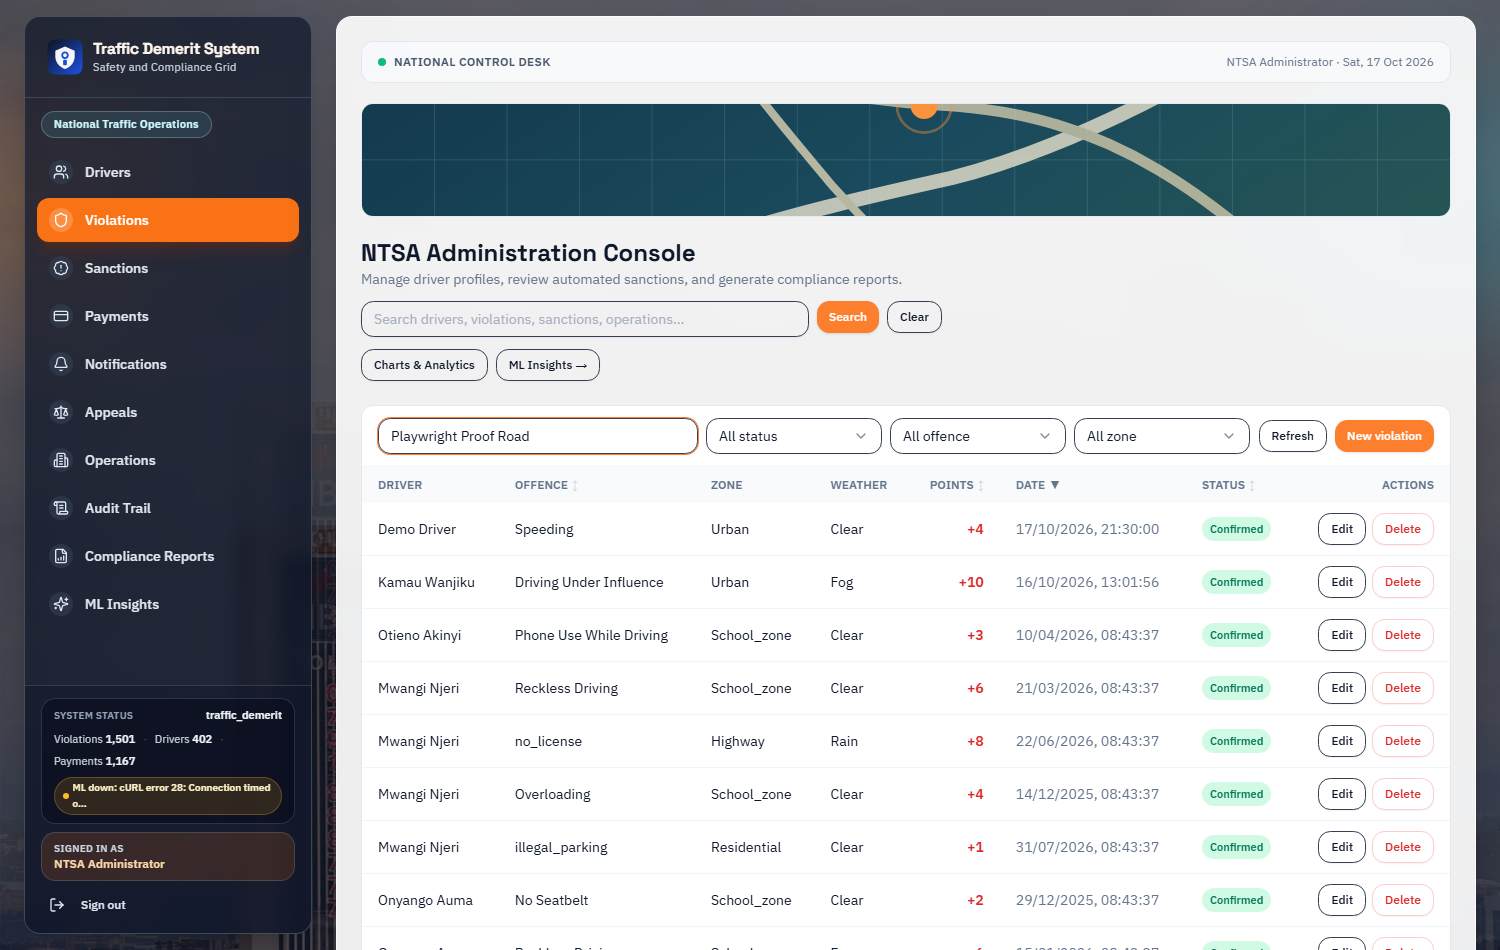 Traffic Demerit System
Safety and Compliance Grid
National Traffic Operations
Drivers
Violations
Sanctions
Payments
Notifications
Appeals
Operations
Audit Trail
Compliance Reports
ML Insights
SYSTEM STATUS traffic_demerit
Violations 1,501 · Drivers 402 ·
Payments 1,167
ML down: cURL error 28: Connection timed
o...
SIGNED IN AS
NTSA Administrator
Sign out
NATIONAL CONTROL DESK
NTSA Administrator · Sat, 17 Oct 2026
NTSA Administration Console
Manage driver profiles, review automated sanctions, and generate compliance reports.
Search drivers, violations, sanctions, operations... Search Clear
Charts & Analytics ML Insights →
Playwright Proof Road All status All offence All zone Refresh New violation
DRIVER OFFENCE ↕ ZONE WEATHER POINTS ↕ DATE ▼ STATUS ↕ ACTIONS
Demo Driver Speeding Urban Clear +4 17/10/2026, 21:30:00 Confirmed Edit Delete
Kamau Wanjiku Driving Under Influence Urban Fog +10 16/10/2026, 13:01:56 Confirmed Edit Delete
Otieno Akinyi Phone Use While Driving School_zone Clear +3 10/04/2026, 08:43:37 Confirmed Edit Delete
Mwangi Njeri Reckless Driving School_zone Clear +6 21/03/2026, 08:43:37 Confirmed Edit Delete
Mwangi Njeri no_license Highway Rain +8 22/06/2026, 08:43:37 Confirmed Edit Delete
Mwangi Njeri Overloading School_zone Clear +4 14/12/2025, 08:43:37 Confirmed Edit Delete
Mwangi Njeri illegal_parking Residential Clear +1 31/07/2026, 08:43:37 Confirmed Edit Delete
Onyango Auma No Seatbelt School_zone Clear +2 29/12/2025, 08:43:37 Confirmed Edit Delete